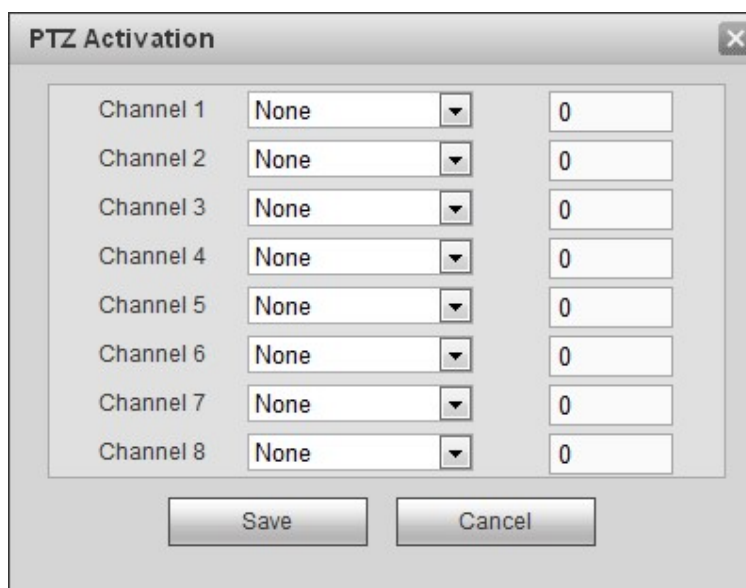 PTZ Activation
Channel 1 None 0
Channel 2 None 0
Channel 3 None 0
Channel 4 None 0
Channel 5 None 0
Channel 6 None 0
Channel 7 None 0
Channel 8 None 0
Save Cancel